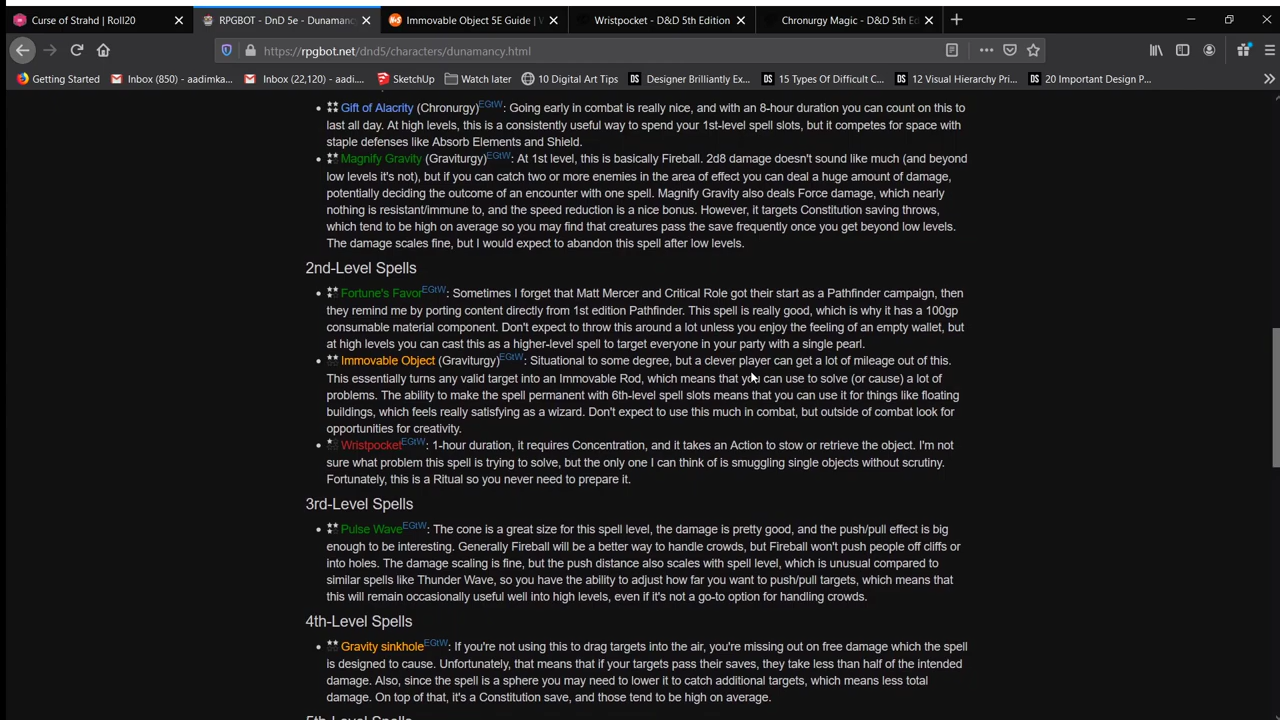 Curse of Strahd | Roll20
RPGBOT - DnD 5e - Dunamancy
Immovable Object 5E Guide | W
Wristpocket - D&D 5th Edition
Chronurgy Magic - D&D 5th Ed
https://rpgbot.net/dnd5/characters/dunamancy.html
Getting Started
Inbox (850) - aadimka...
Inbox (22,120) - aadi....
SketchUp
Watch later
10 Digital Art Tips
DS Designer Brilliantly Ex...
DS 15 Types Of Difficult C...
DS 12 Visual Hierarchy Pri...
DS 20 Important Design P...
Gift of Alacrity (Chronurgy)EGtW: Going early in combat is really nice, and with an 8-hour duration you can count on this to
last all day. At high levels, this is a consistently useful way to spend your 1st-level spell slots, but it competes for space with
staple defenses like Absorb Elements and Shield.
Magnify Gravity (Graviturgy)EGtW: At 1st level, this is basically Fireball. 2d8 damage doesn't sound like much (and beyond
low levels it's not), but if you can catch two or more enemies in the area of effect you can deal a huge amount of damage,
potentially deciding the outcome of an encounter with one spell. Magnify Gravity also deals Force damage, which nearly
nothing is resistant/immune to, and the speed reduction is a nice bonus. However, it targets Constitution saving throws,
which tend to be high on average so you may find that creatures pass the save frequently once you get beyond low levels.
The damage scales fine, but I would expect to abandon this spell after low levels.
2nd-Level Spells
Fortune's FavorEGtW: Sometimes I forget that Matt Mercer and Critical Role got their start as a Pathfinder campaign, then
they remind me by porting content directly from 1st edition Pathfinder. This spell is really good, which is why it has a 100gp
consumable material component. Don't expect to throw this around a lot unless you enjoy the feeling of an empty wallet, but
at high levels you can cast this as a higher-level spell to target everyone in your party with a single pearl.
Immovable Object (Graviturgy)EGtW: Situational to some degree, but a clever player can get a lot of mileage out of this.
This essentially turns any valid target into an Immovable Rod, which means that you can use to solve (or cause) a lot of
problems. The ability to make the spell permanent with 6th-level spell slots means that you can use it for things like floating
buildings, which feels really satisfying as a wizard. Don't expect to use this much in combat, but outside of combat look for
opportunities for creativity.
WristpocketEGtW: 1-hour duration, it requires Concentration, and it takes an Action to stow or retrieve the object. I'm not
sure what problem this spell is trying to solve, but the only one I can think of is smuggling single objects without scrutiny.
Fortunately, this is a Ritual so you never need to prepare it.
3rd-Level Spells
Pulse WaveEGtW: The cone is a great size for this spell level, the damage is pretty good, and the push/pull effect is big
enough to be interesting. Generally Fireball will be a better way to handle crowds, but Fireball won't push people off cliffs or
into holes. The damage scaling is fine, but the push distance also scales with spell level, which is unusual compared to
similar spells like Thunder Wave, so you have the ability to adjust how far you want to push/pull targets, which means that
this will remain occasionally useful well into high levels, even if it's not a go-to option for handling crowds.
4th-Level Spells
Gravity sinkholeEGtW: If you're not using this to drag targets into the air, you're missing out on free damage which the spell
is designed to cause. Unfortunately, that means that if your targets pass their saves, they take less than half of the intended
damage. Also, since the spell is a sphere you may need to lower it to catch additional targets, which means less total
damage. On top of that, it's a Constitution save, and those tend to be high on average.
5th-Level Spells